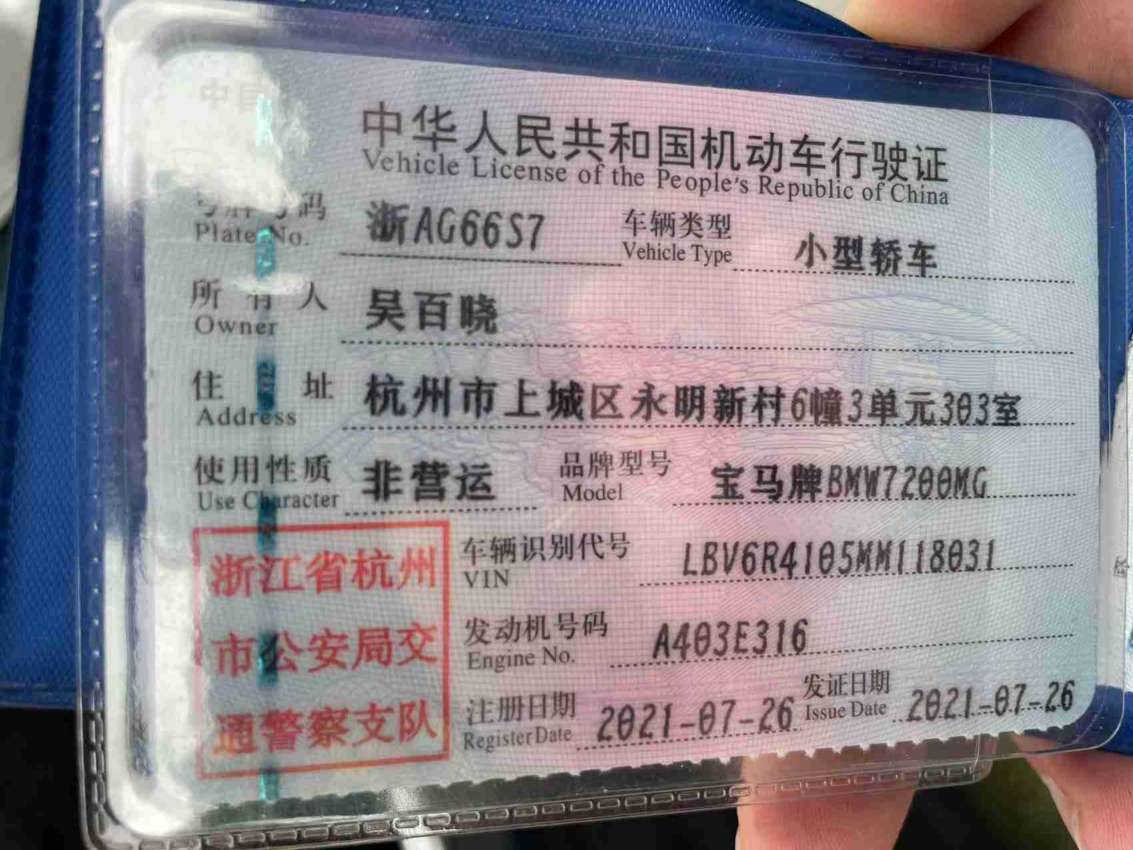 中华人民共和国机动车行驶证
Vehicle License of the People's Republic of China
号牌号码 浙AG66S7 车辆类型 小型轿车
Plate No. Vehicle Type
所有人 吴百晓
Owner
住址 杭州市上城区永明新村6幢3单元303室
Address
使用性质 非营运 品牌型号 宝马牌BMW7200MG
Use Character Model
浙江省杭州
市公安局交
通警察支队
车辆识别代号 LBV6R4105MM118031
VIN
发动机号码 A403E316
Engine No.
注册日期 2021-07-26 发证日期 2021-07-26
Register Date Issue Date